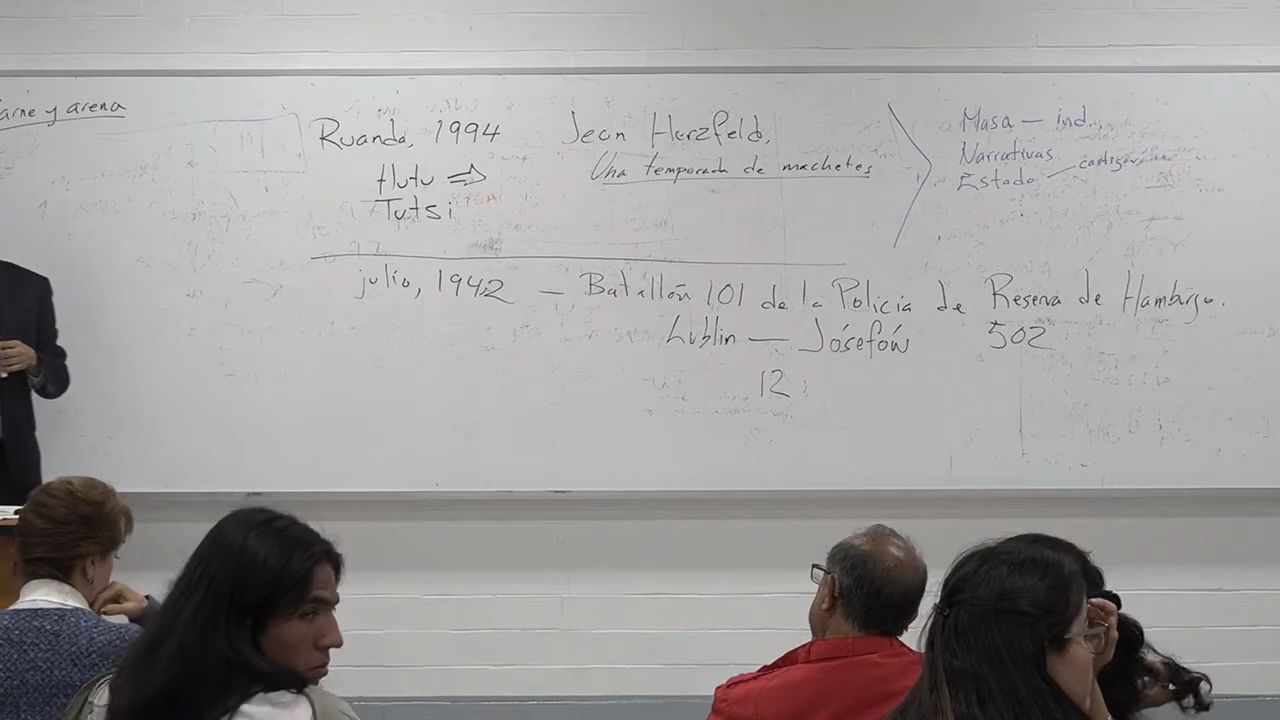 arne y arena
Ruanda, 1994
Hutu ⇒
Tutsi
Jean Herzfeld,
Una temporada de machetes
Masa — ind.
Narrativas
Estado —
julio, 1942 — Batallón 101 de la Policía de Reserva de Hamburgo.
Lublin — Józefów 502
12